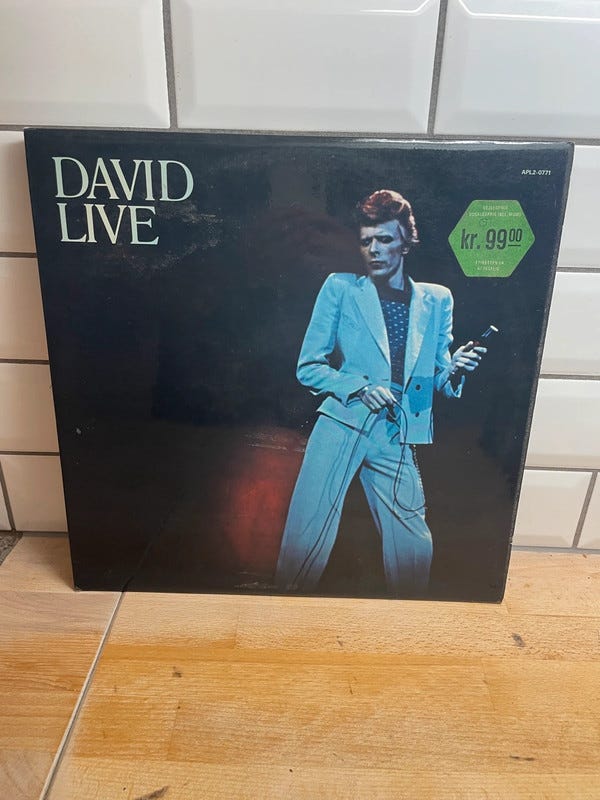 DAVID
LIVE
APL2-0771
kr. 99 00